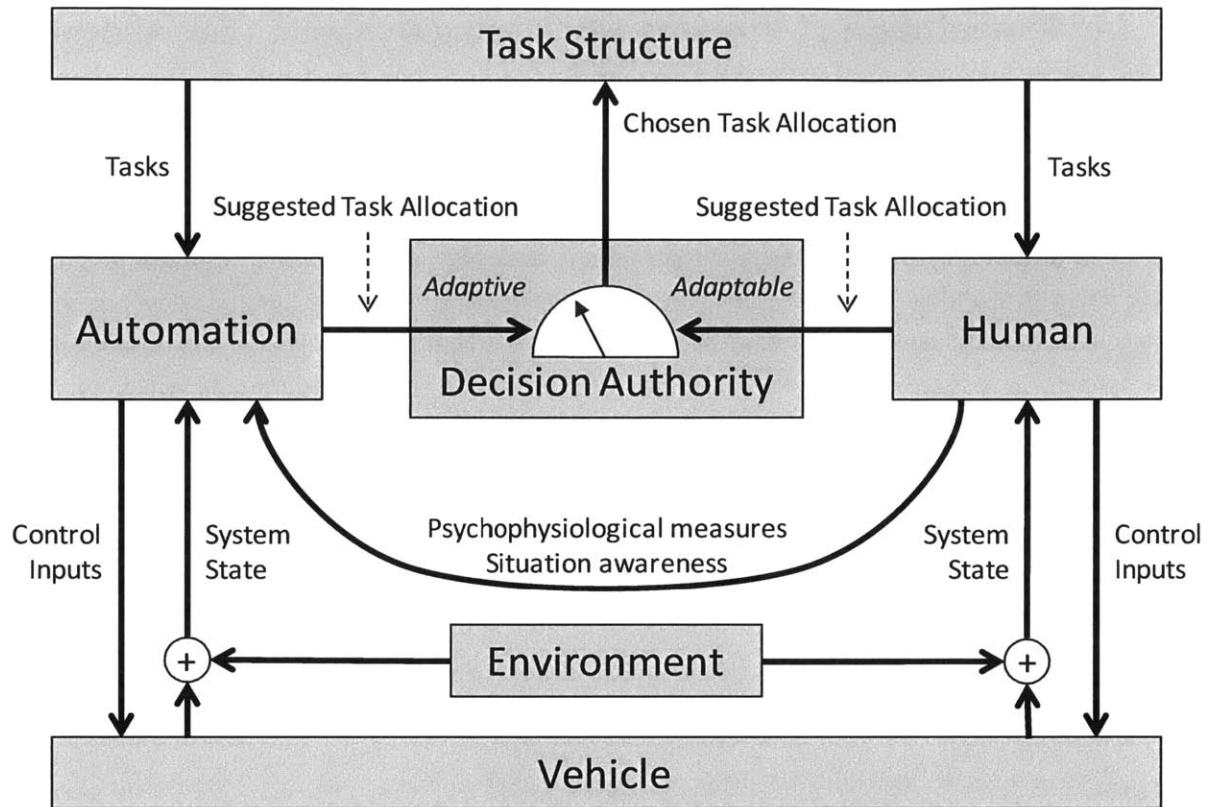 Task Structure
Chosen Task Allocation
Tasks
Tasks
Suggested Task Allocation
Suggested Task Allocation
Adaptive
Adaptable
Automation
Human
Decision Authority
Control
Inputs
System
State
Psychophysiological measures
Situation awareness
System
State
Control
Inputs
+
Environment
+
Vehicle